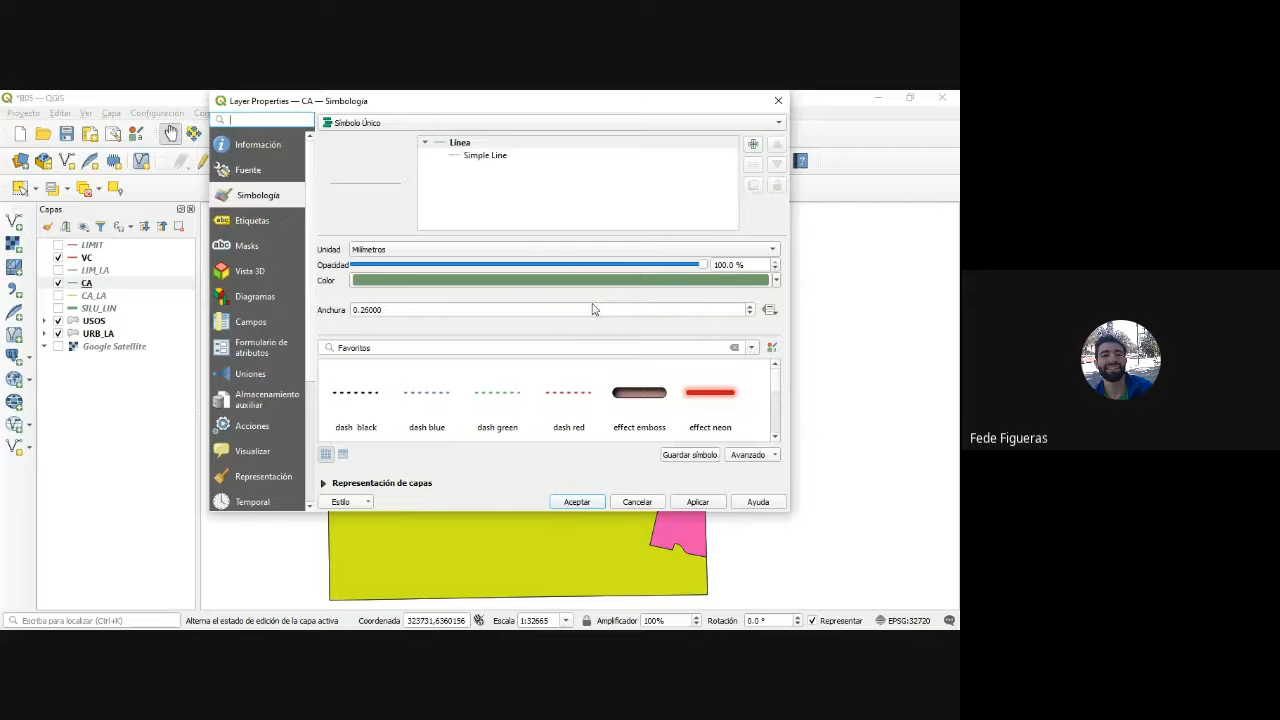 *B05 — QGIS
Proyecto Editar Ver Capa Configuración
Layer Properties — CA — Simbología
Información
Fuente
Simbología
Etiquetas
Masks
Vista 3D
Diagramas
Campos
Formulario de
atributos
Uniones
Almacenamiento
auxiliar
Acciones
Visualizar
Representación
Temporal
Símbolo Único
Línea
Simple Line
Unidad Milímetros
Opacidad 100.0 %
Color
Anchura 0.26000
Favoritos
dash black
dash blue
dash green
dash red
effect emboss
effect neon
Guardar símbolo
Avanzado
Representación de capas
Estilo
Aceptar
Cancelar
Aplicar
Ayuda
Capas
LIMIT
VC
LIM_LA
CA
CA_LA
SILU_LIN
USOS
URB_LA
Google Satellite
Escriba para localizar (Ctrl+K)
Alterna el estado de edición de la capa activa
Coordenada 323731,6360156
Escala 1:32665
Amplificador 100%
Rotación 0.0 °
Representar
EPSG:32720
Fede Figueras